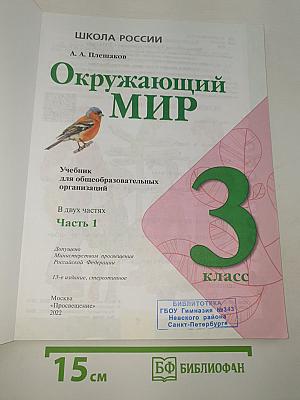 ШКОЛА РОССИИ
А. А. Плешаков
Окружающий
МИР
Учебник
для общеобразовательных
организаций
В двух частях
Часть 1
3
класс
Допущено
Министерством просвещения
Российской Федерации
13-е издание, стереотипное
Москва
«Просвещение»
2022
БИБЛИОТЕКА
ГБОУ Гимназия №343
Невского района
Санкт-Петербурга
15 см
БФ БИБЛИОФАН